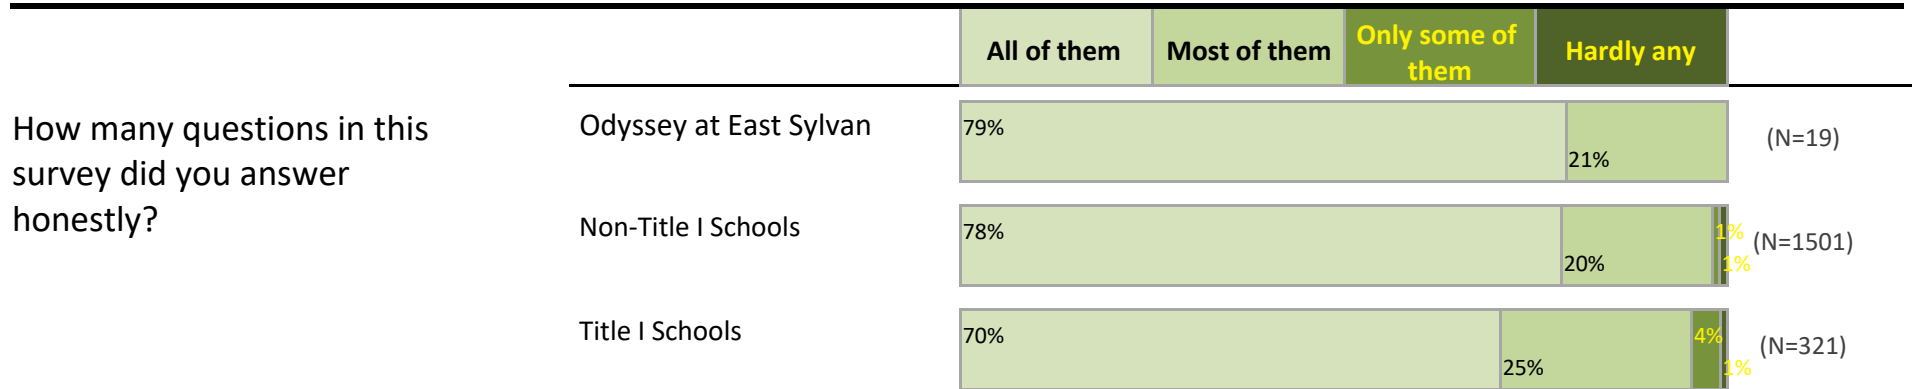 All of them
Most of them
Only some of
them
Hardly any
How many questions in this
survey did you answer
honestly?
Odyssey at East Sylvan
79%
21%
(N=19)
Non-Title I Schools
78%
20%
1%
1%
(N=1501)
Title I Schools
70%
25%
4%
1%
(N=321)